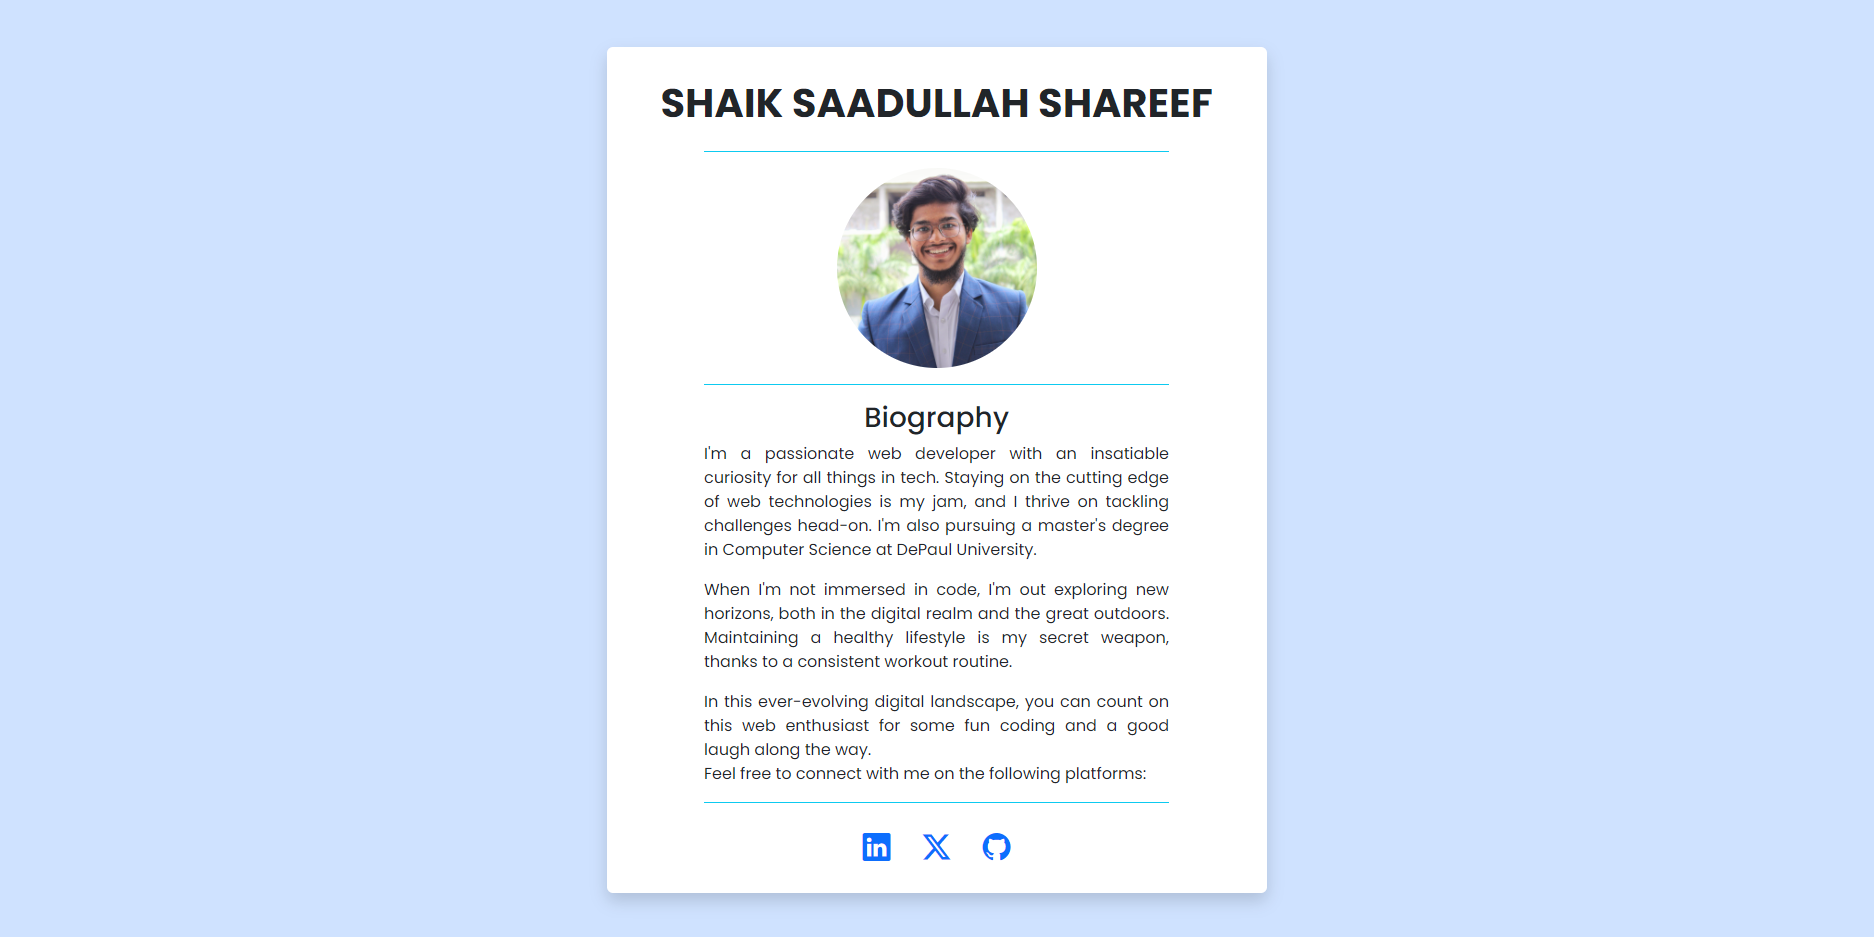 SHAIK SAADULLAH SHAREEF
Biography
I'm a passionate web developer with an insatiable
curiosity for all things in tech. Staying on the cutting edge
of web technologies is my jam, and I thrive on tackling
challenges head-on. I'm also pursuing a master's degree
in Computer Science at DePaul University.
When I'm not immersed in code, I'm out exploring new
horizons, both in the digital realm and the great outdoors.
Maintaining a healthy lifestyle is my secret weapon,
thanks to a consistent workout routine.
In this ever-evolving digital landscape, you can count on
this web enthusiast for some fun coding and a good
laugh along the way.
Feel free to connect with me on the following platforms:
in X